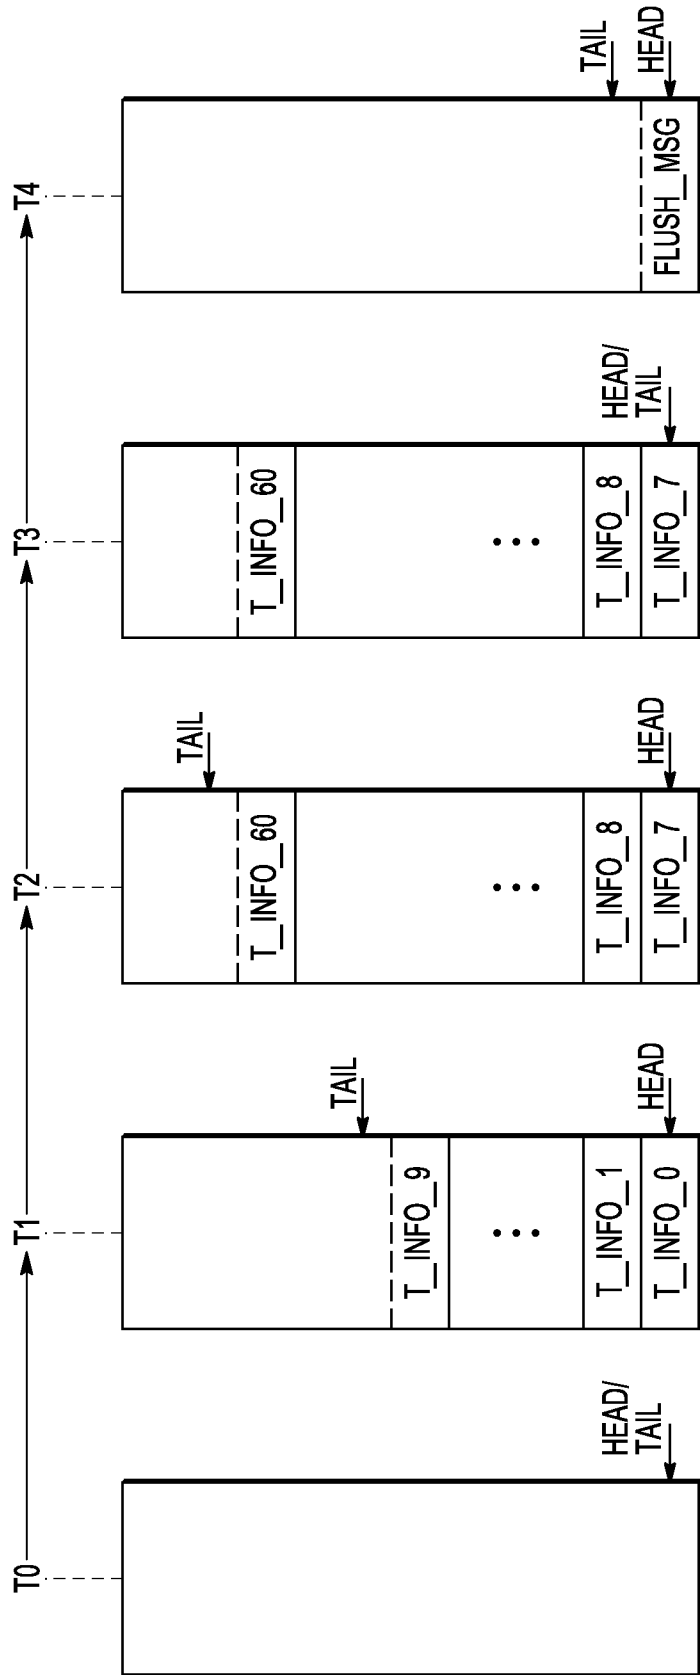 T0
T1
T2
T3
T4
HEAD/
TAIL
TAIL
T_INFO_9
•••
T_INFO_1
T_INFO_0
HEAD
TAIL
T_INFO_60
•••
T_INFO_8
T_INFO_7
HEAD
T_INFO_60
•••
T_INFO_8
T_INFO_7
HEAD/
TAIL
TAIL
FLUSH_MSG
HEAD